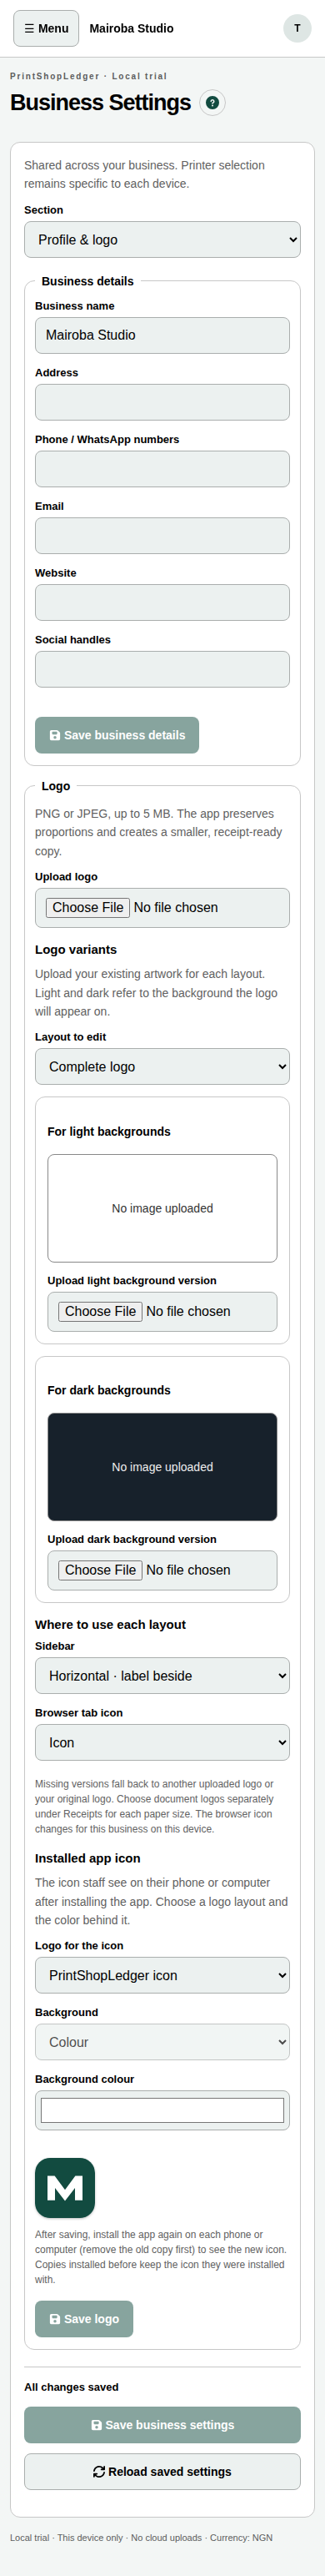 ☰ Menu
Mairoba Studio
T
PrintShopLedger · Local trial
Business Settings
?
Shared across your business. Printer selection
remains specific to each device.
Section
Profile & logo
Business details
Business name
Mairoba Studio
Address
Phone / WhatsApp numbers
Email
Website
Social handles
Save business details
Logo
PNG or JPEG, up to 5 MB. The app preserves
proportions and creates a smaller, receipt-ready
copy.
Upload logo
Choose File No file chosen
Logo variants
Upload your existing artwork for each layout.
Light and dark refer to the background the logo
will appear on.
Layout to edit
Complete logo
For light backgrounds
No image uploaded
Upload light background version
Choose File No file chosen
For dark backgrounds
No image uploaded
Upload dark background version
Choose File No file chosen
Where to use each layout
Sidebar
Horizontal · label beside
Browser tab icon
Icon
Missing versions fall back to another uploaded logo or
your original logo. Choose document logos separately
under Receipts for each paper size. The browser icon
changes for this business on this device.
Installed app icon
The icon staff see on their phone or computer
after installing the app. Choose a logo layout and
the color behind it.
Logo for the icon
PrintShopLedger icon
Background
Colour
Background colour
M
After saving, install the app again on each phone or
computer (remove the old copy first) to see the new icon.
Copies installed before keep the icon they were installed
with.
Save logo
All changes saved
Save business settings
Reload saved settings
Local trial · This device only · No cloud uploads · Currency: NGN